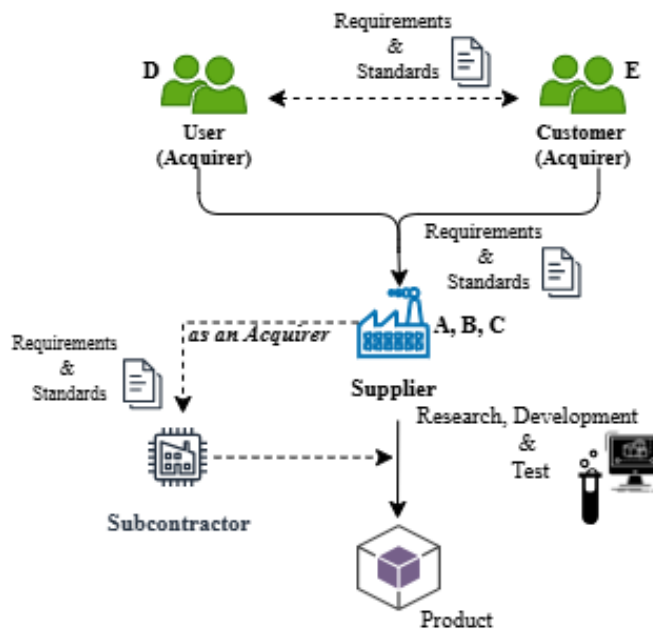 Requirements
&
Standards
D
E
User
(Acquirer)
Customer
(Acquirer)
Requirements
&
Standards
A, B, C
as an Acquirer
Requirements
&
Standards
Supplier
Research, Development
&
Test
Subcontractor
Product